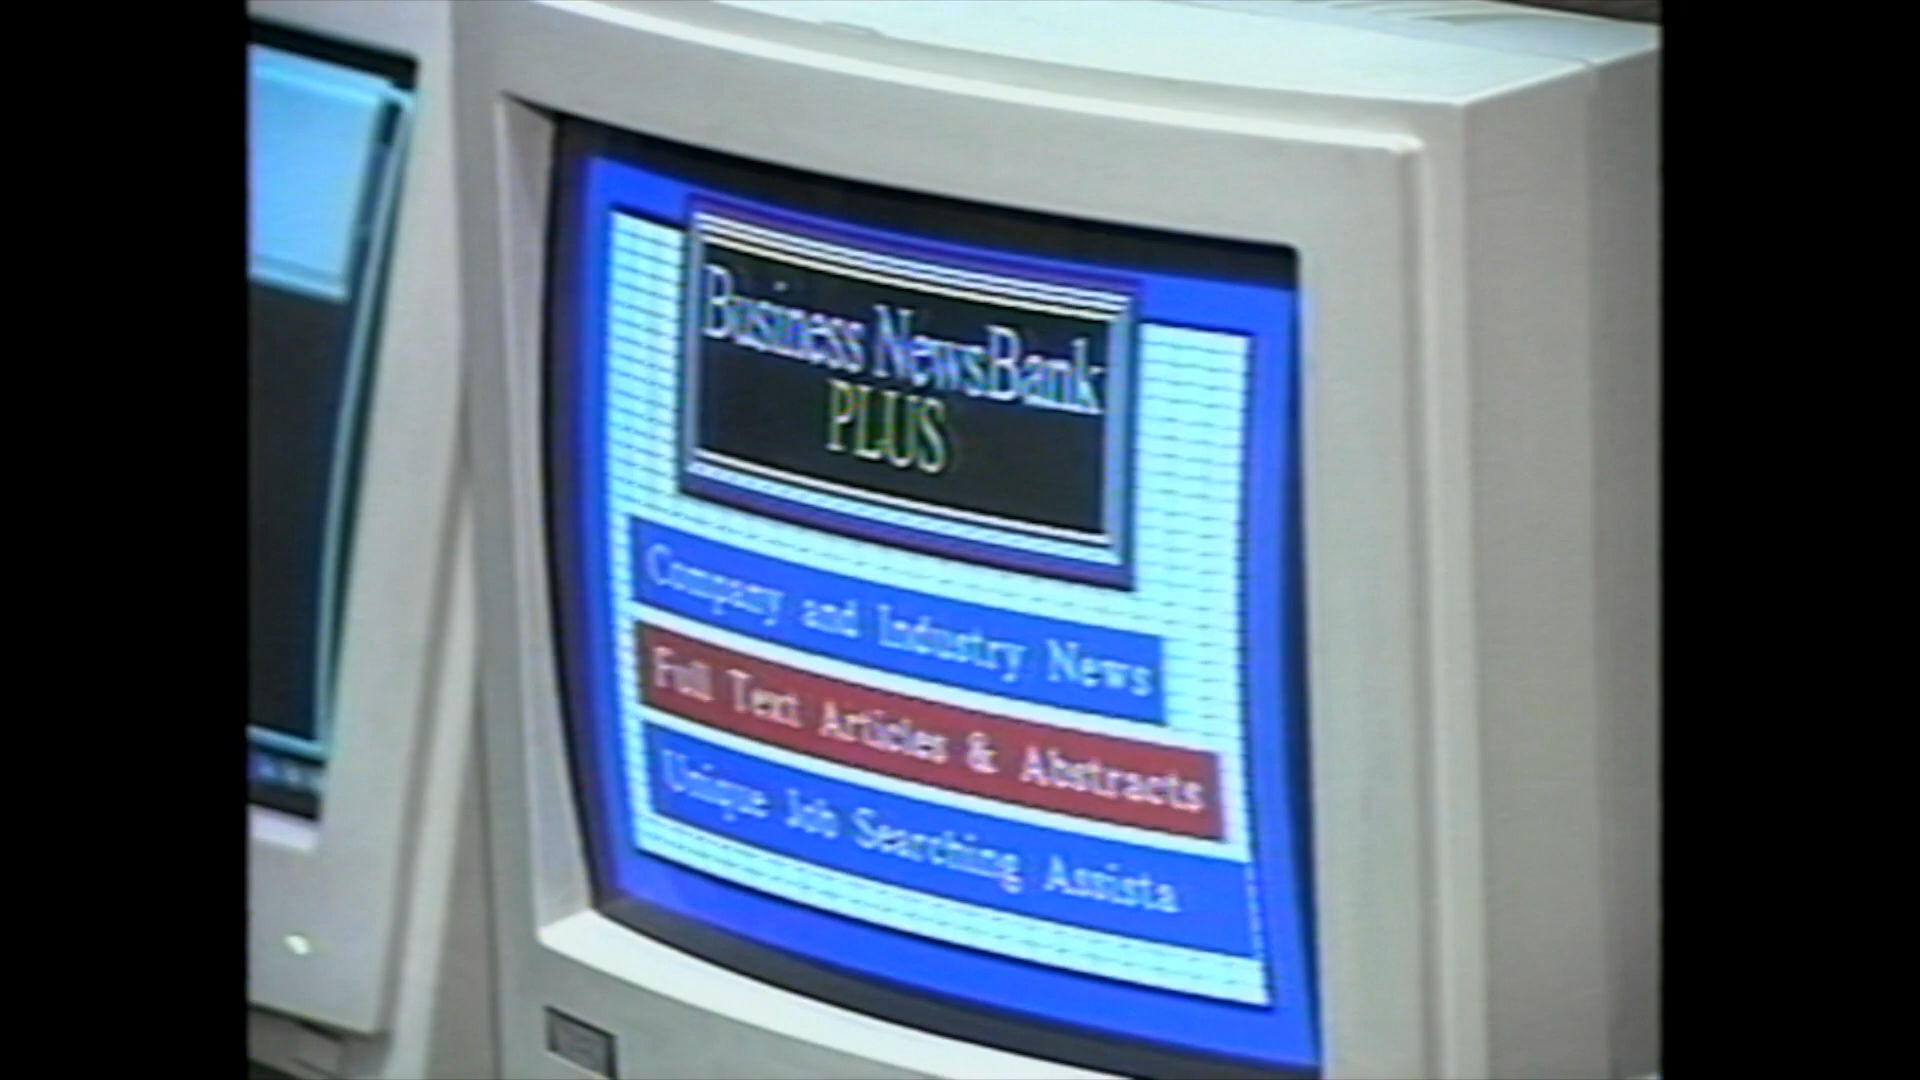 Business NewsBank
PLUS
Company and Industry News
Full Text Articles & Abstracts
Unique Job Searching Assista